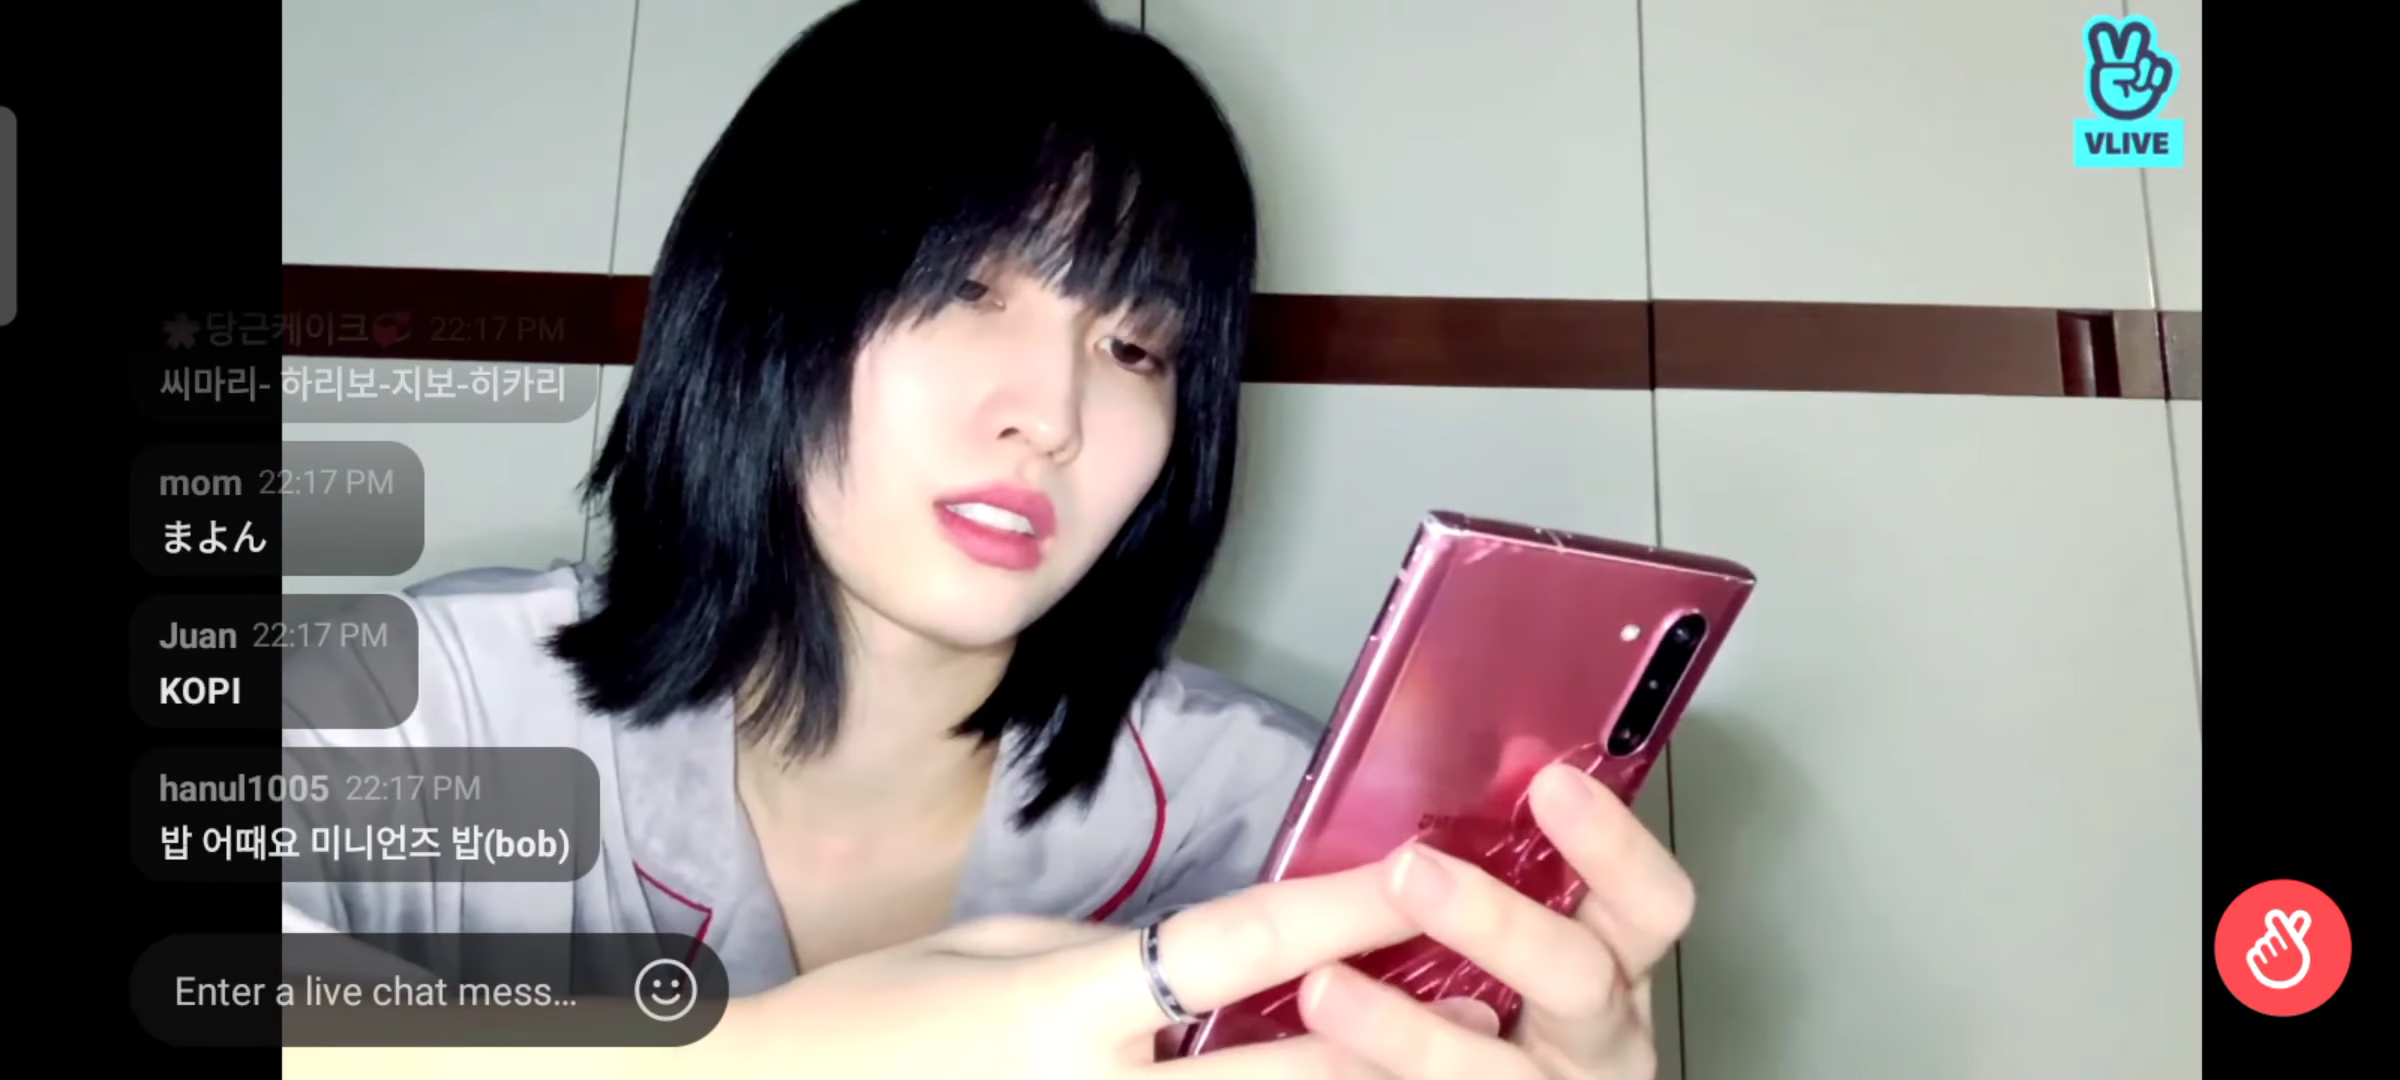 VLIVE
당근케이크 22:17 PM
씨마리- 하리보-지보-히카리
mom 22:17 PM
まよん
Juan 22:17 PM
KOPI
hanul1005 22:17 PM
밥 어때요 미니언즈 밥(bob)
Enter a live chat mess...